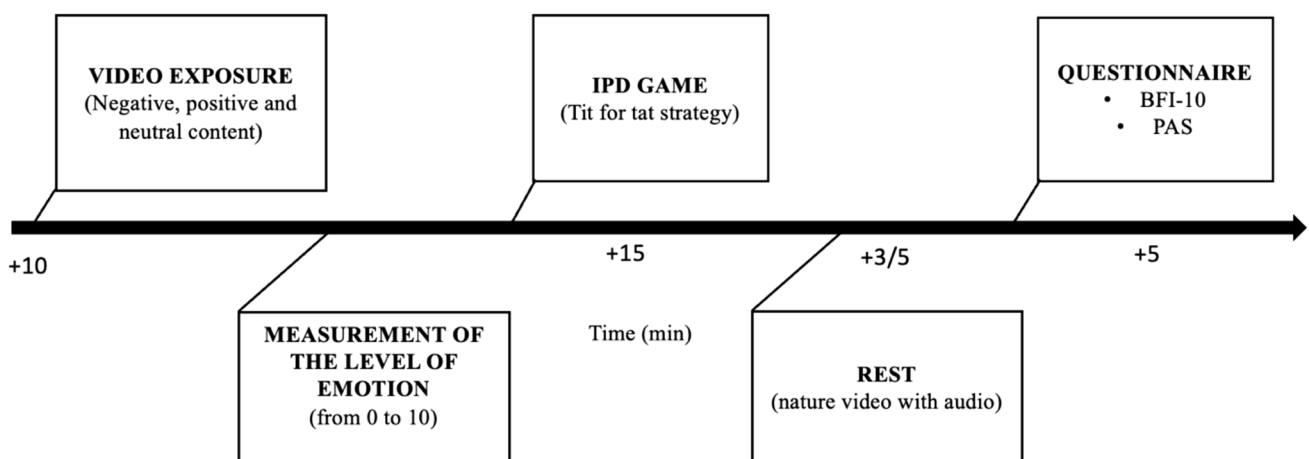 VIDEO EXPOSURE
(Negative, positive and
neutral content)
IPD GAME
(Tit for tat strategy)
QUESTIONNAIRE
• BFI-10
• PAS
+10
+15
+3/5
+5
MEASUREMENT OF
THE LEVEL OF
EMOTION
(from 0 to 10)
Time (min)
REST
(nature video with audio)